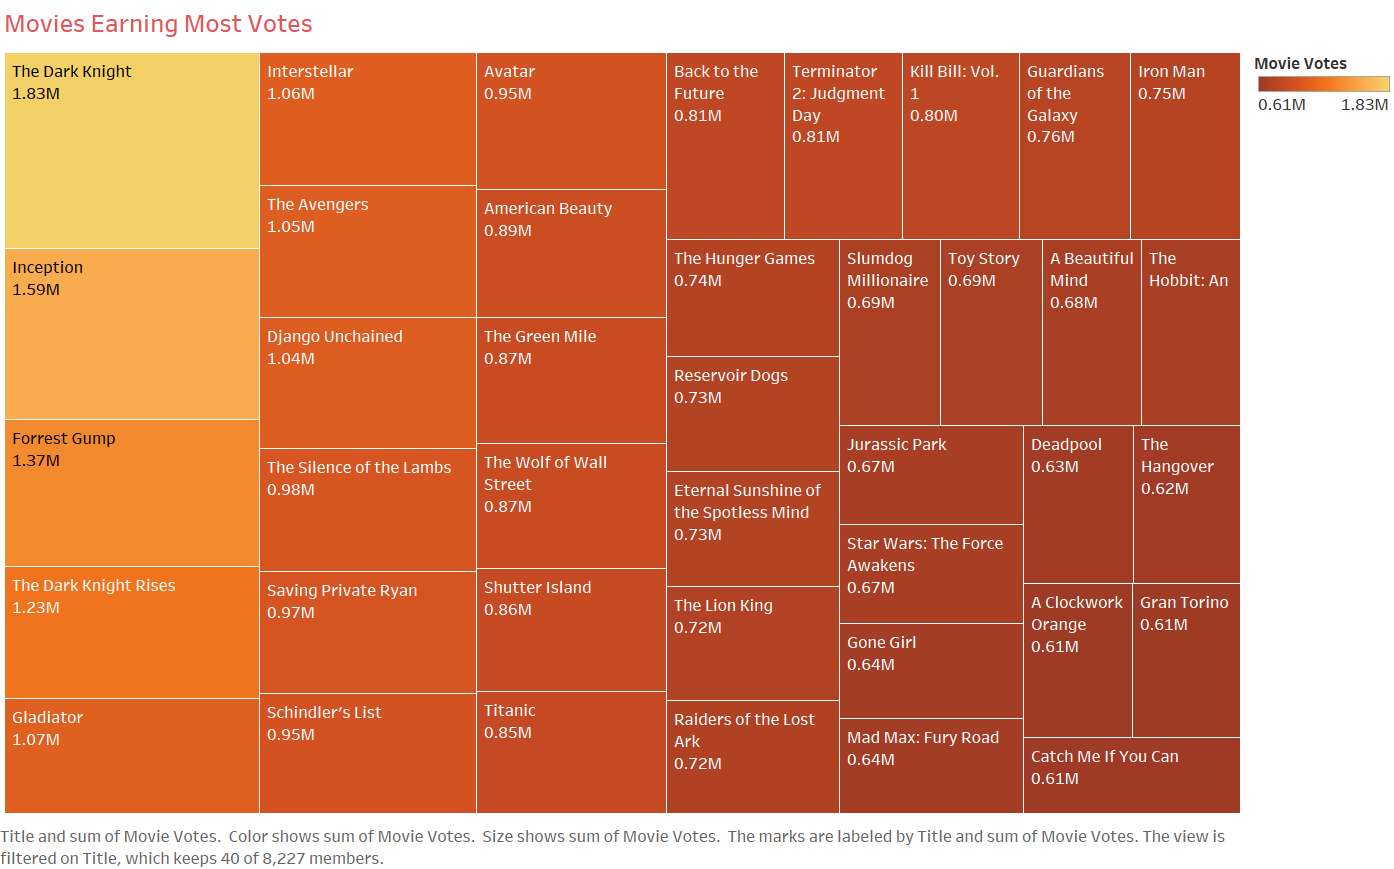 Movies Earning Most Votes
The Dark Knight
1.83M
Inception
1.59M
Forrest Gump
1.37M
The Dark Knight Rises
1.23M
Gladiator
1.07M
Interstellar
1.06M
The Avengers
1.05M
Django Unchained
1.04M
The Silence of the Lambs
0.98M
Saving Private Ryan
0.97M
Schindler’s List
0.95M
Avatar
0.95M
American Beauty
0.89M
The Green Mile
0.87M
The Wolf of Wall
Street
0.87M
Shutter Island
0.86M
Titanic
0.85M
Back to the
Future
0.81M
Terminator
2: Judgment
Day
0.81M
Kill Bill: Vol.
1
0.80M
Guardians
of the
Galaxy
0.76M
Iron Man
0.75M
The Hunger Games
0.74M
Reservoir Dogs
0.73M
Eternal Sunshine of
the Spotless Mind
0.73M
The Lion King
0.72M
Raiders of the Lost
Ark
0.72M
Slumdog
Millionaire
0.69M
Toy Story
0.69M
A Beautiful
Mind
0.68M
The
Hobbit: An
Jurassic Park
0.67M
Star Wars: The Force
Awakens
0.67M
Gone Girl
0.64M
Mad Max: Fury Road
0.64M
Deadpool
0.63M
The
Hangover
0.62M
A Clockwork
Orange
0.61M
Gran Torino
0.61M
Catch Me If You Can
0.61M
Movie Votes
0.61M 1.83M
Title and sum of Movie Votes.  Color shows sum of Movie Votes.  Size shows sum of Movie Votes.  The marks are labeled by Title and sum of Movie Votes. The view is
filtered on Title, which keeps 40 of 8,227 members.